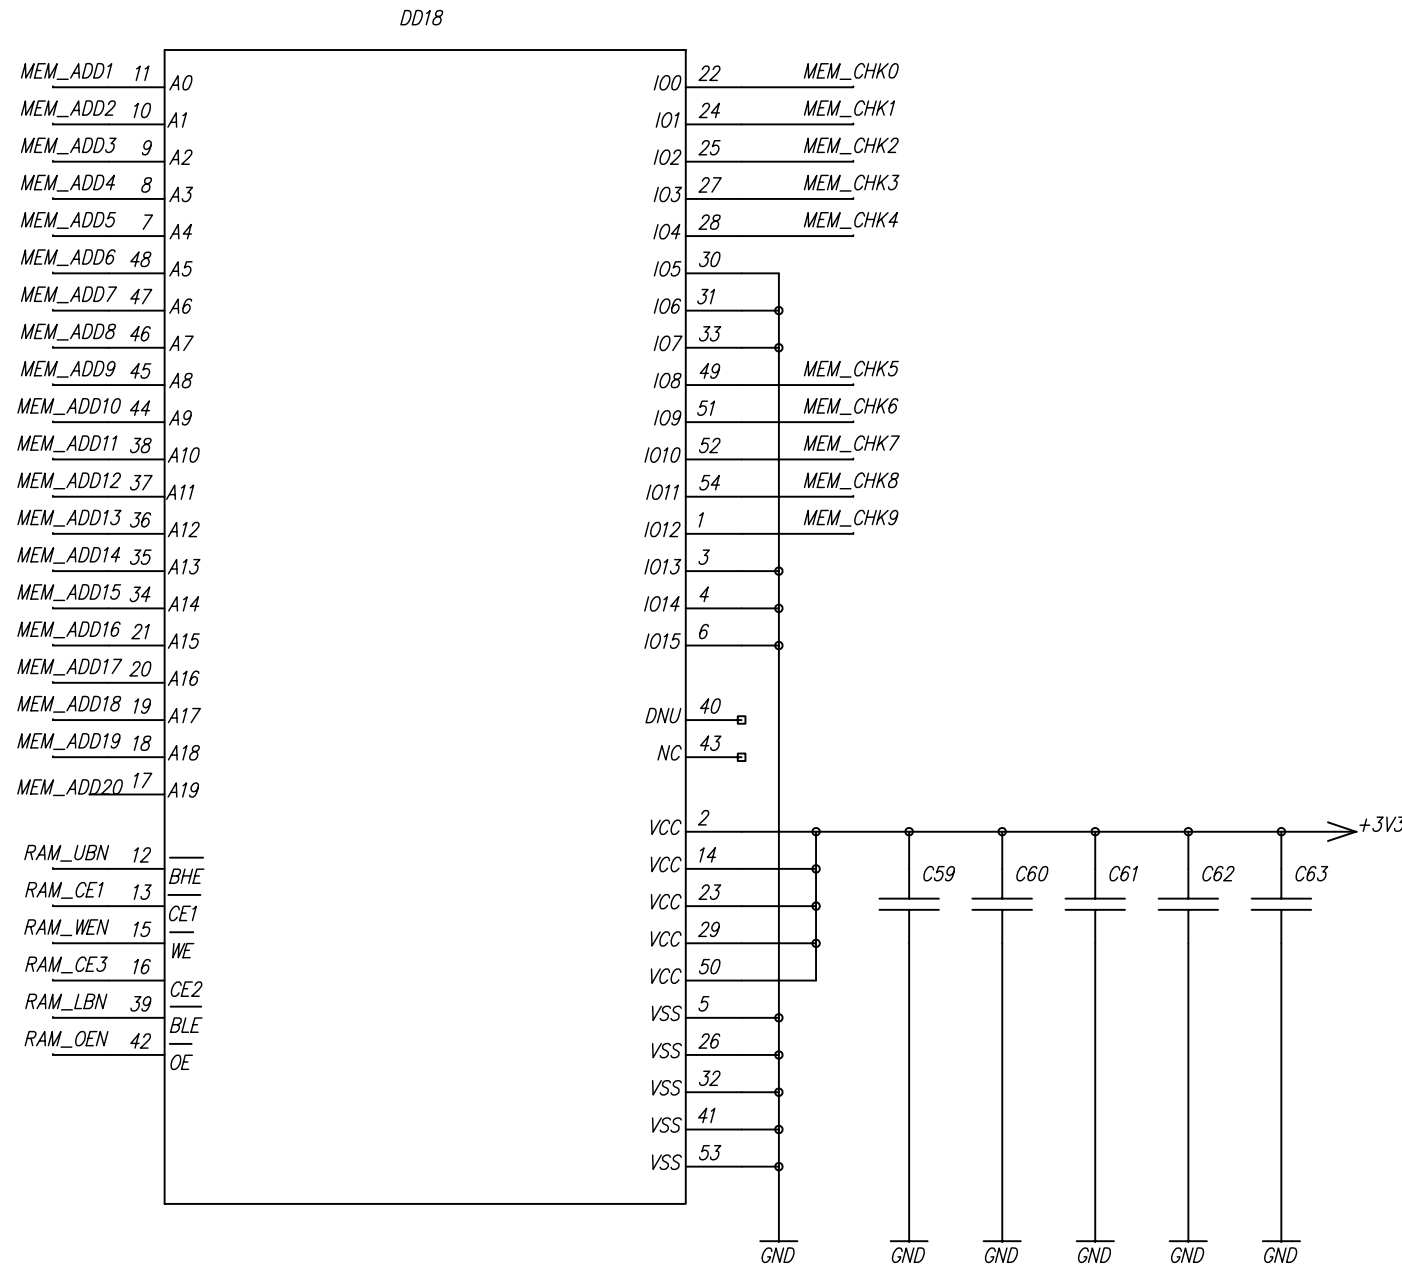 DD18
MEM_ADD1 11 A0 IO0 22 MEM_CHK0
MEM_ADD2 10 A1 IO1 24 MEM_CHK1
MEM_ADD3 9 A2 IO2 25 MEM_CHK2
MEM_ADD4 8 A3 IO3 27 MEM_CHK3
MEM_ADD5 7 A4 IO4 28 MEM_CHK4
MEM_ADD6 48 A5 IO5 30
MEM_ADD7 47 A6 IO6 31
MEM_ADD8 46 A7 IO7 33
MEM_ADD9 45 A8 IO8 49 MEM_CHK5
MEM_ADD10 44 A9 IO9 51 MEM_CHK6
MEM_ADD11 38 A10 IO10 52 MEM_CHK7
MEM_ADD12 37 A11 IO11 54 MEM_CHK8
MEM_ADD13 36 A12 IO12 1 MEM_CHK9
MEM_ADD14 35 A13 IO13 3
MEM_ADD15 34 A14 IO14 4
MEM_ADD16 21 A15 IO15 6
MEM_ADD17 20 A16
MEM_ADD18 19 A17 DNU 40
MEM_ADD19 18 A18 NC 43
MEM_ADD20 17 A19
VCC 2 +3V3
RAM_UBN 12 BHE VCC 14 C59 C60 C61 C62 C63
RAM_CE1 13 CE1 VCC 23
RAM_WEN 15 WE VCC 29
RAM_CE3 16 CE2 VCC 50
RAM_LBN 39 BLE VSS 5
RAM_OEN 42 OE VSS 26
VSS 32
VSS 41
VSS 53
GND GND GND GND GND GND